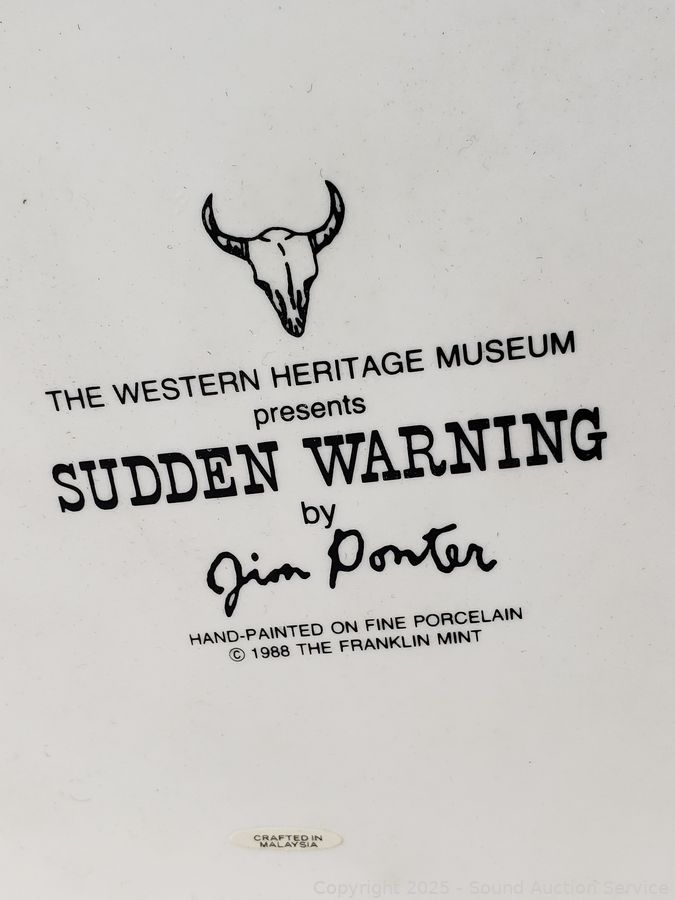 THE WESTERN HERITAGE MUSEUM
presents
SUDDEN WARNING
by
Jim Ponter
HAND-PAINTED ON FINE PORCELAIN
© 1988 THE FRANKLIN MINT
CRAFTED IN
MALAYSIA
Copyright 2025 - Sound Auction Service